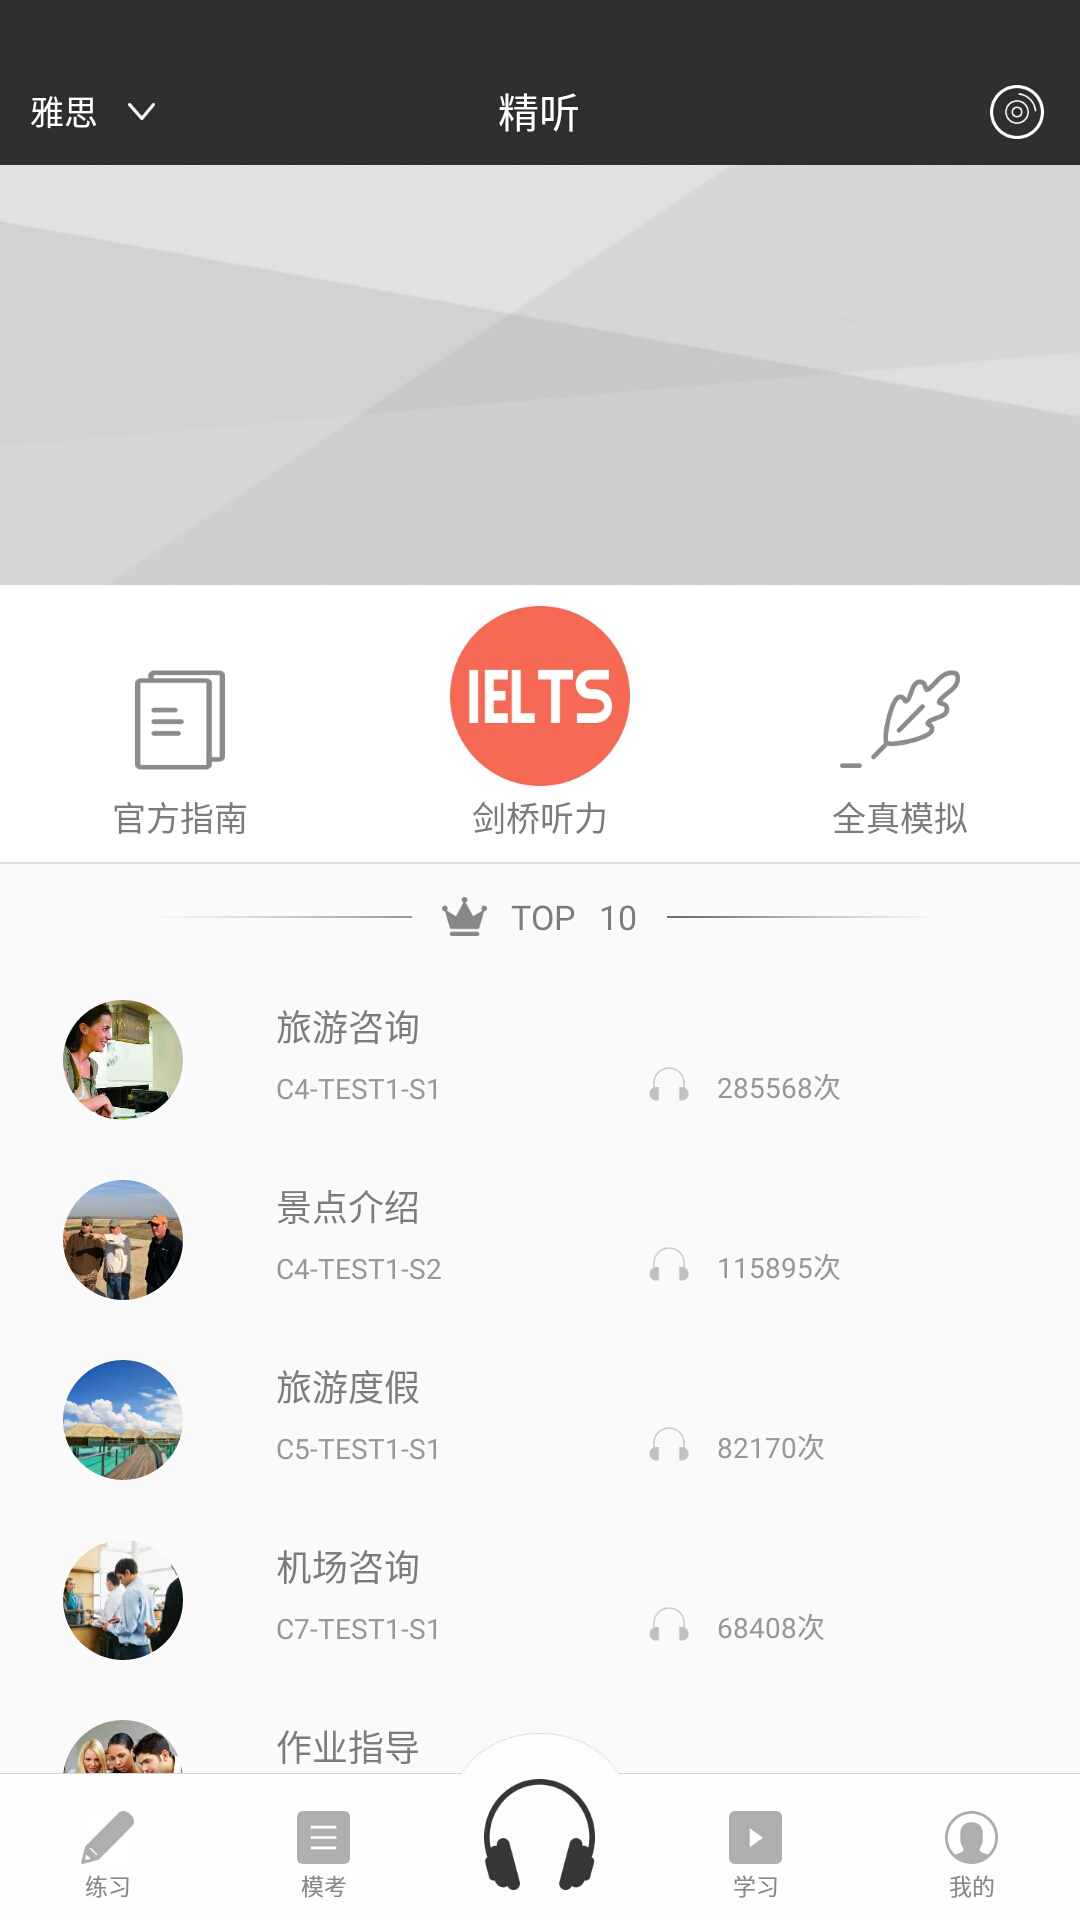 雅思
精听
IELTS
官方指南
剑桥听力
全真模拟
TOP 10
旅游咨询
C4-TEST1-S1
285568次
景点介绍
C4-TEST1-S2
115895次
旅游度假
C5-TEST1-S1
82170次
机场咨询
C7-TEST1-S1
68408次
作业指导
练习
模考
学习
我的